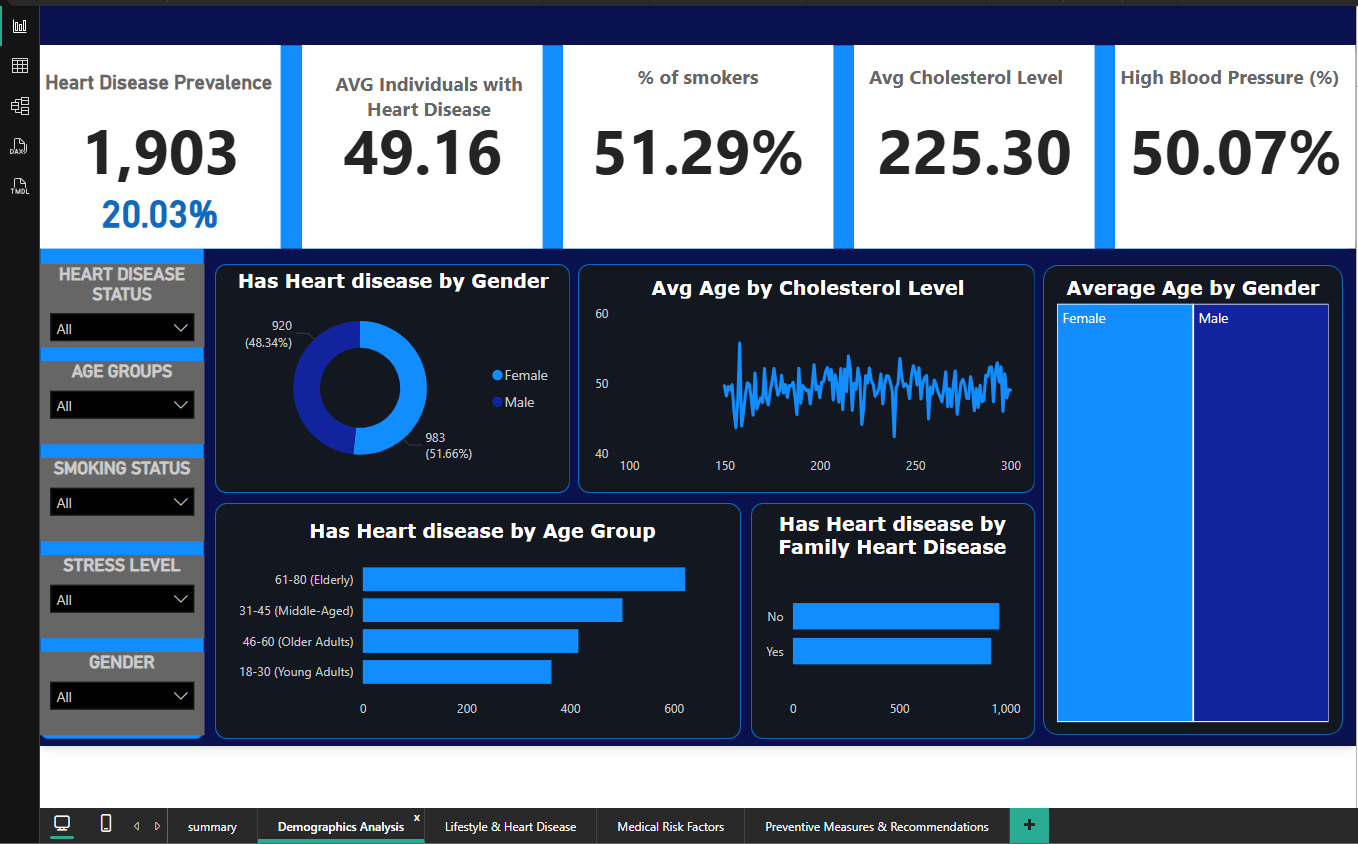 DAX
TMDL
Heart Disease Prevalence
1,903
20.03%
AVG Individuals with
Heart Disease
49.16
% of smokers
51.29%
Avg Cholesterol Level
225.30
High Blood Pressure (%)
50.07%
HEART DISEASE
STATUS
All
AGE GROUPS
All
SMOKING STATUS
All
STRESS LEVEL
All
GENDER
All
Has Heart disease by Gender
920
(48.34%)
Female
Male
983
(51.66%)
Avg Age by Cholesterol Level
60
50
40
100 150 200 250 300
Average Age by Gender
Female Male
Has Heart disease by Age Group
61-80 (Elderly)
31-45 (Middle-Aged)
46-60 (Older Adults)
18-30 (Young Adults)
0 200 400 600
Has Heart disease by
Family Heart Disease
No
Yes
0 500 1,000
summary Demographics Analysis x Lifestyle & Heart Disease Medical Risk Factors Preventive Measures & Recommendations +